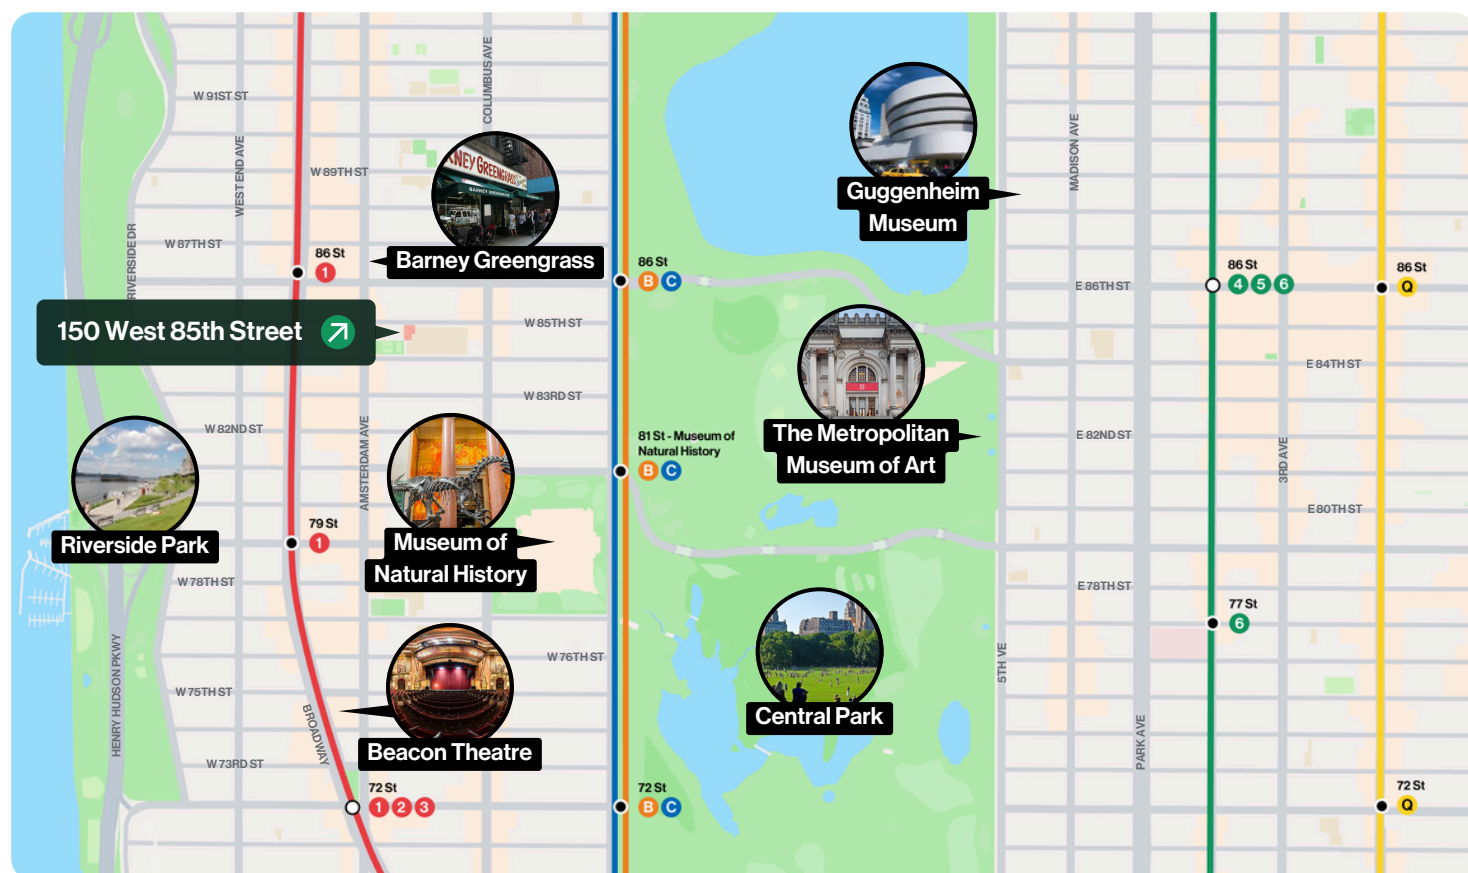 W 91ST ST
COLUMBUS AVE
WEST END AVE
MADISON AVE
W 89TH ST
BARNEY GREENGRASS
Guggenheim
Museum
RIVERSIDE DR
W 87TH ST
86 St
1
Barney Greengrass
86 St
B C
E 86TH ST
86 St
4 5 6
86 St
Q
150 West 85th Street
W 85TH ST
E 84TH ST
W 83RD ST
W 82ND ST
AMSTERDAM AVE
81 St - Museum of
Natural History
B C
The Metropolitan
Museum of Art
E 82ND ST
3RD AVE
E 80TH ST
Riverside Park
79 St
1
Museum of
Natural History
W 78TH ST
E 78TH ST
77 St
6
HENRY HUDSON PKWY
W 76TH ST
5TH VE
W 75TH ST
BROADWAY
Central Park
PARK AVE
Beacon Theatre
W 73RD ST
72 St
1 2 3
72 St
B C
72 St
Q